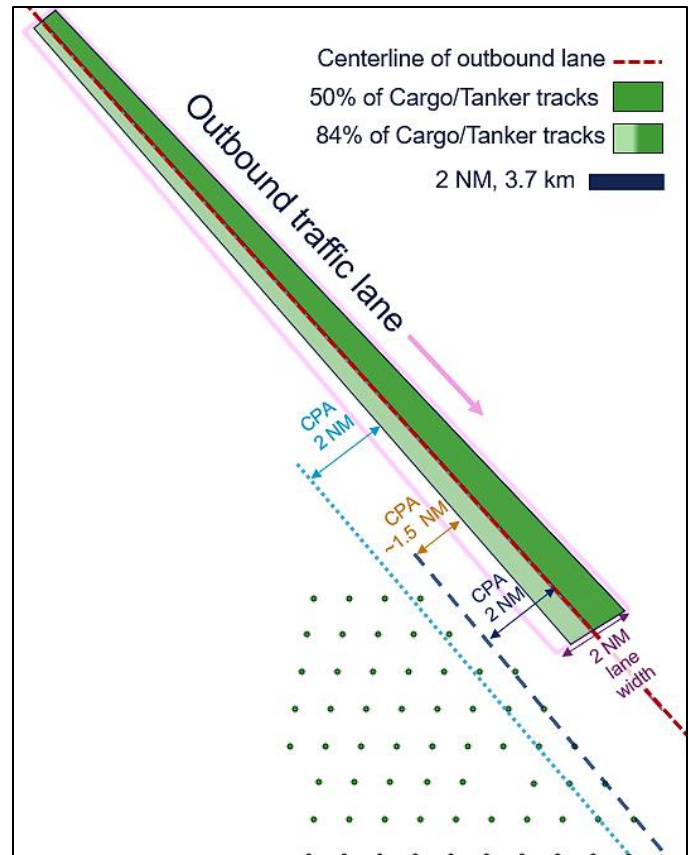 Centerline of outbound lane
50% of Cargo/Tanker tracks
84% of Cargo/Tanker tracks
2 NM, 3.7 km
Outbound traffic lane
CPA
2 NM
CPA
~1.5 NM
CPA
2 NM
2 NM
lane
width